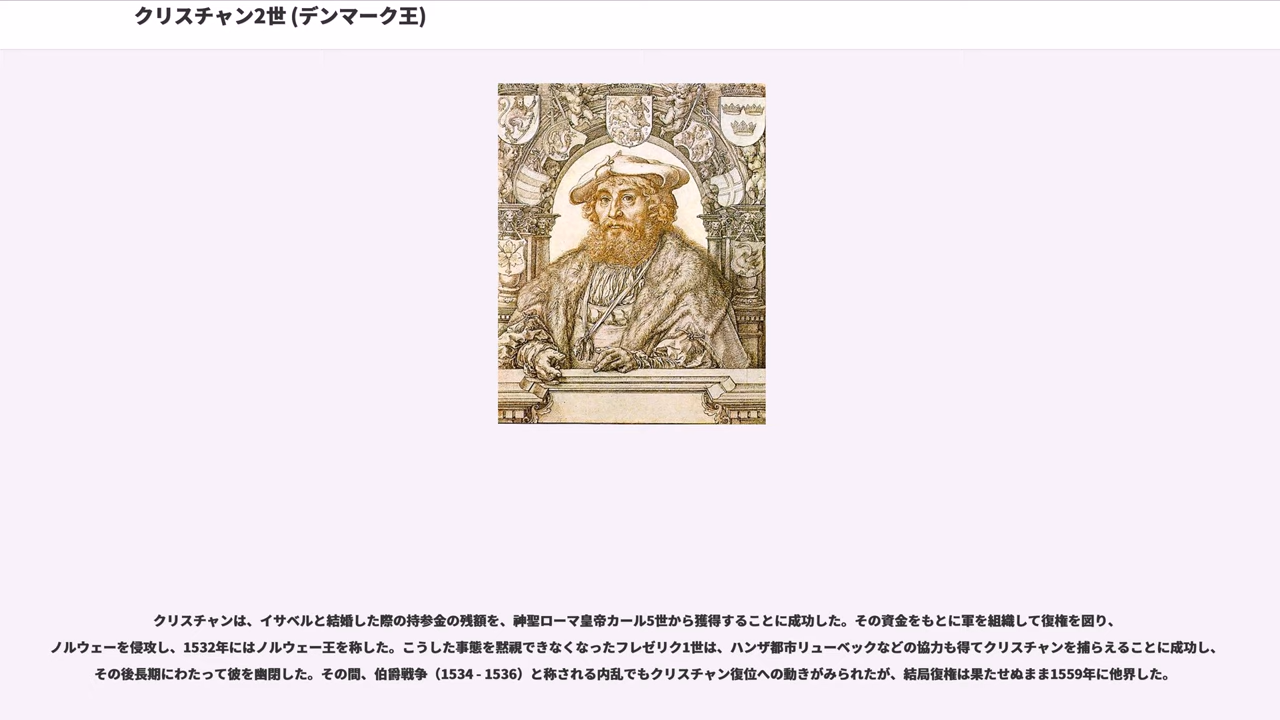 クリスチャン2世 (デンマーク王)
クリスチャンは、イサベルと結婚した際の持参金の残額を、神聖ローマ皇帝カール5世から獲得することに成功した。その資金をもとに軍を組織して復権を図り、
ノルウェーを侵攻し、1532年にはノルウェー王を称した。こうした事態を黙視できなくなったフレゼリク1世は、ハンザ都市リューベックなどの協力も得てクリスチャンを捕らえることに成功し、
その後長期にわたって彼を幽閉した。その間、伯爵戦争（1534 - 1536）と称される内乱でもクリスチャン復位への動きがみられたが、結局復権は果たせぬまま1559年に他界した。